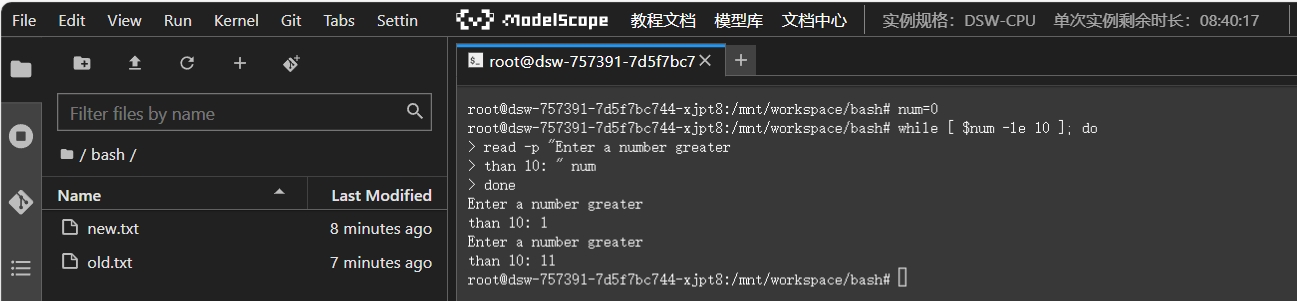 File Edit View Run Kernel Git Tabs Settin ModelScope 教程文档 模型库 文档中心 实例规格：DSW-CPU 单次实例剩余时长：08:40:17
root@dsw-757391-7d5f7bc7
Filter files by name
/ bash /
Name Last Modified
new.txt 8 minutes ago
old.txt 7 minutes ago
root@dsw-757391-7d5f7bc744-xjpt8:/mnt/workspace/bash# num=0
root@dsw-757391-7d5f7bc744-xjpt8:/mnt/workspace/bash# while [ $num -le 10 ]; do
> read -p "Enter a number greater
> than 10: " num
> done
Enter a number greater
than 10: 1
Enter a number greater
than 10: 11
root@dsw-757391-7d5f7bc744-xjpt8:/mnt/workspace/bash#